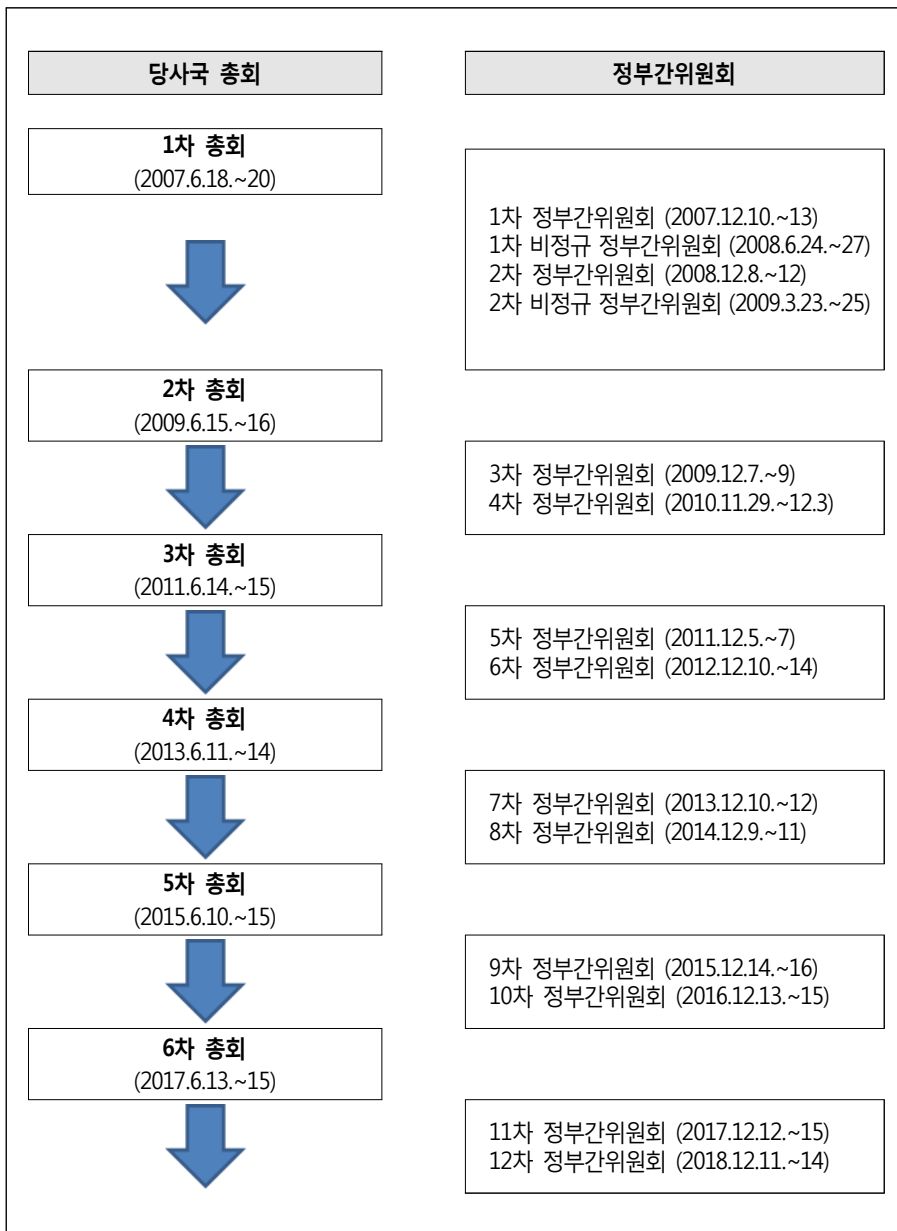 당사국 총회
정부간위원회
1차 총회
(2007.6.18.~20)
1차 정부간위원회 (2007.12.10.~13)
1차 비정규 정부간위원회 (2008.6.24.~27)
2차 정부간위원회 (2008.12.8.~12)
2차 비정규 정부간위원회 (2009.3.23.~25)
2차 총회
(2009.6.15.~16)
3차 정부간위원회 (2009.12.7.~9)
4차 정부간위원회 (2010.11.29.~12.3)
3차 총회
(2011.6.14.~15)
5차 정부간위원회 (2011.12.5.~7)
6차 정부간위원회 (2012.12.10.~14)
4차 총회
(2013.6.11.~14)
7차 정부간위원회 (2013.12.10.~12)
8차 정부간위원회 (2014.12.9.~11)
5차 총회
(2015.6.10.~15)
9차 정부간위원회 (2015.12.14.~16)
10차 정부간위원회 (2016.12.13.~15)
6차 총회
(2017.6.13.~15)
11차 정부간위원회 (2017.12.12.~15)
12차 정부간위원회 (2018.12.11.~14)